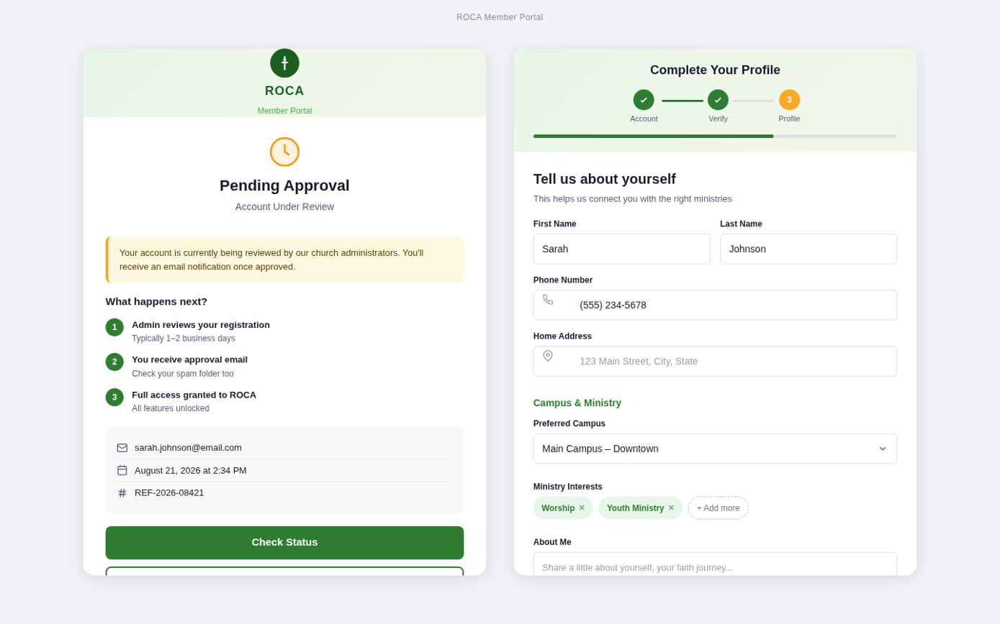 ROCA Member Portal
ROCA
Member Portal
Pending Approval
Account Under Review
Your account is currently being reviewed by our church administrators. You'll
receive an email notification once approved.
What happens next?
1
Admin reviews your registration
Typically 1–2 business days
2
You receive approval email
Check your spam folder too
3
Full access granted to ROCA
All features unlocked
sarah.johnson@email.com
August 21, 2026 at 2:34 PM
REF-2026-08421
Check Status
Complete Your Profile
3
Account Verify Profile
Tell us about yourself
This helps us connect you with the right ministries
First Name Last Name
Sarah Johnson
Phone Number
(555) 234-5678
Home Address
123 Main Street, City, State
Campus & Ministry
Preferred Campus
Main Campus – Downtown
Ministry Interests
Worship × Youth Ministry × + Add more
About Me
Share a little about yourself, your faith journey...